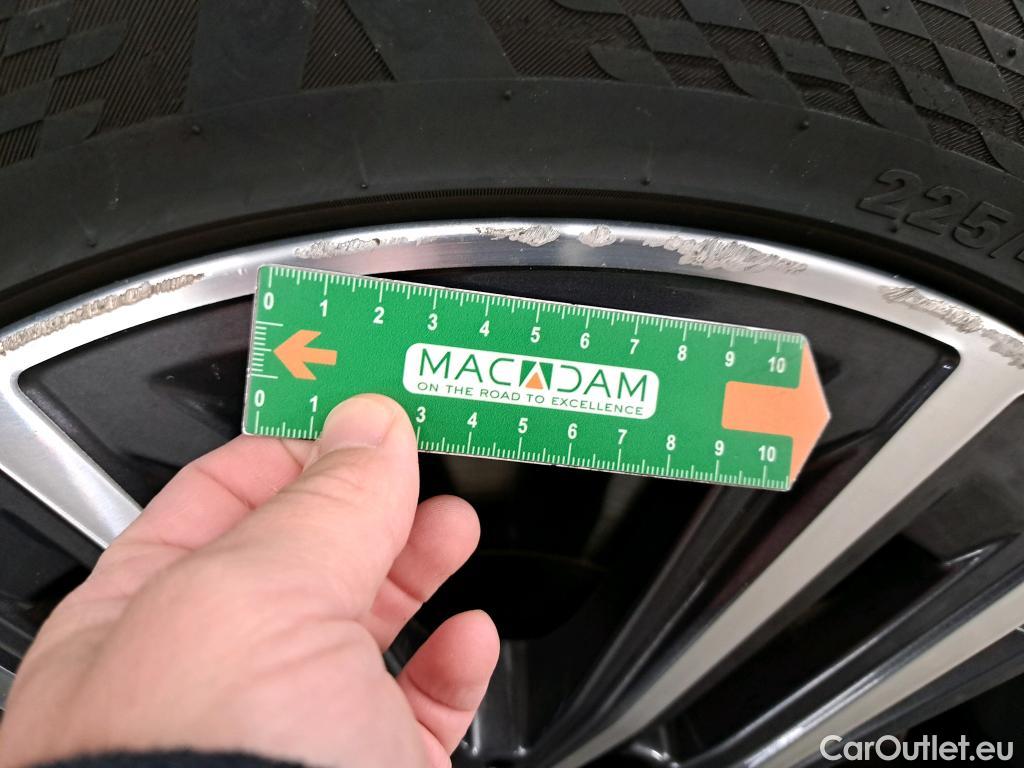 225/
0 1 2 3 4 5 6 7 8 9 10
MACADAM
ON THE ROAD TO EXCELLENCE
0 1 3 4 5 6 7 8 9 10
CarOutlet.eu